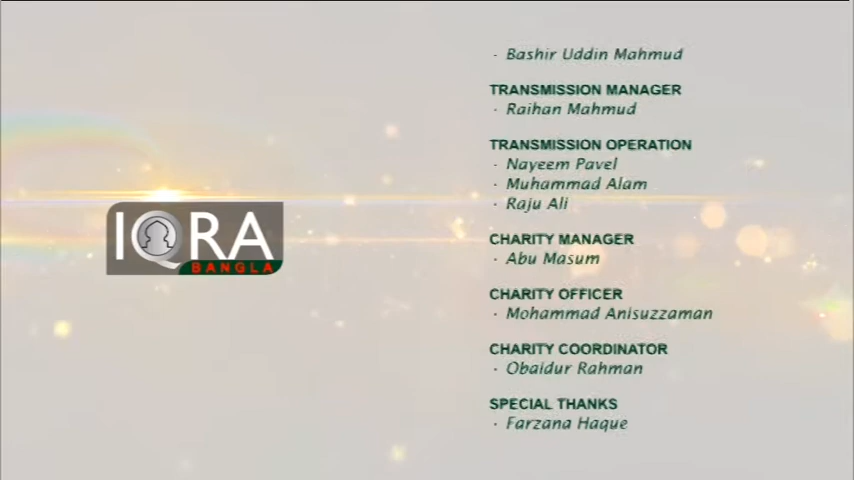 IQRA
BANGLA
- Bashir Uddin Mahmud
TRANSMISSION MANAGER
- Raihan Mahmud
TRANSMISSION OPERATION
- Nayeem Pavel
- Muhammad Alam
- Raju Ali
CHARITY MANAGER
- Abu Masum
CHARITY OFFICER
- Mohammad Anisuzzaman
CHARITY COORDINATOR
- Obaidur Rahman
SPECIAL THANKS
- Farzana Haque